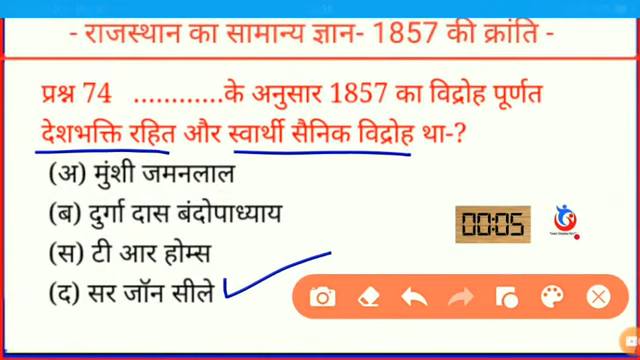 - राजस्थान का सामान्य ज्ञान- 1857 की क्रांति -
प्रश्न 74 ............के अनुसार 1857 का विद्रोह पूर्णत
देशभक्ति रहित और स्वार्थी सैनिक विद्रोह था-?
(अ) मुंशी जमनलाल
(ब) दुर्गा दास बंदोपाध्याय
(स) टी आर होम्स
(द) सर जॉन सीले
00:05